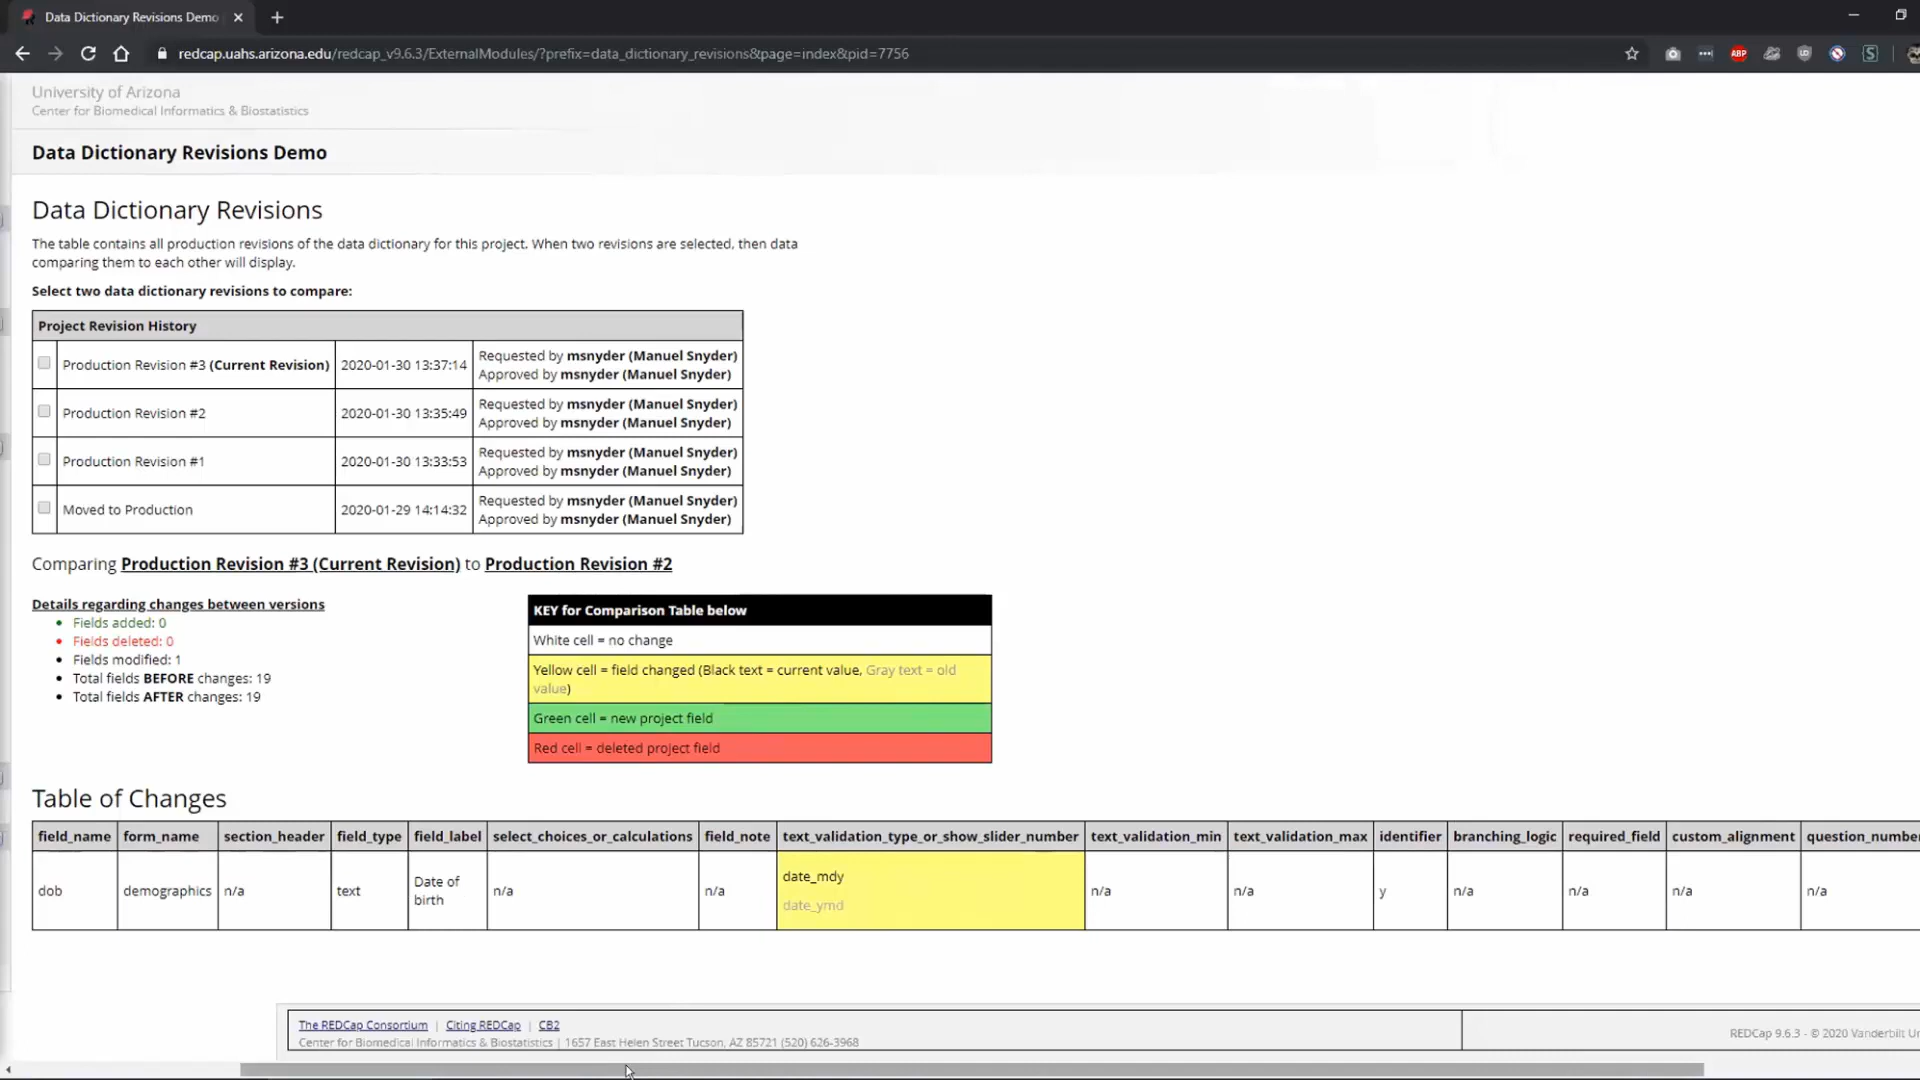 Data Dictionary Revisions Demo
redcap.uahs.arizona.edu/redcap_v9.6.3/ExternalModules/?prefix=data_dictionary_revisions&page=index&pid=7756
ABP
University of Arizona
Center for Biomedical Informatics & Biostatistics
Data Dictionary Revisions Demo
Data Dictionary Revisions
The table contains all production revisions of the data dictionary for this project. When two revisions are selected, then data
comparing them to each other will display.
Select two data dictionary revisions to compare:
Project Revision History
Production Revision #3 (Current Revision) 2020-01-30 13:37:14 Requested by msnyder (Manuel Snyder)
Approved by msnyder (Manuel Snyder)
Production Revision #2 2020-01-30 13:35:49 Requested by msnyder (Manuel Snyder)
Approved by msnyder (Manuel Snyder)
Production Revision #1 2020-01-30 13:33:53 Requested by msnyder (Manuel Snyder)
Approved by msnyder (Manuel Snyder)
Moved to Production 2020-01-29 14:14:32 Requested by msnyder (Manuel Snyder)
Approved by msnyder (Manuel Snyder)
Comparing Production Revision #3 (Current Revision) to Production Revision #2
Details regarding changes between versions
• Fields added: 0
• Fields deleted: 0
• Fields modified: 1
• Total fields BEFORE changes: 19
• Total fields AFTER changes: 19
KEY for Comparison Table below
White cell = no change
Yellow cell = field changed (Black text = current value, Gray text = old
value)
Green cell = new project field
Red cell = deleted project field
Table of Changes
field_name form_name section_header field_type field_label select_choices_or_calculations field_note text_validation_type_or_show_slider_number text_validation_min text_validation_max identifier branching_logic required_field custom_alignment question_number
dob demographics n/a text Date of birth n/a n/a date_mdy date_ymd n/a n/a y n/a n/a n/a n/a
The REDCap Consortium | Citing REDCap | CB2
Center for Biomedical Informatics & Biostatistics | 1657 East Helen Street Tucson, AZ 85721 (520) 626-3968
REDCap 9.6.3 - © 2020 Vanderbilt Un